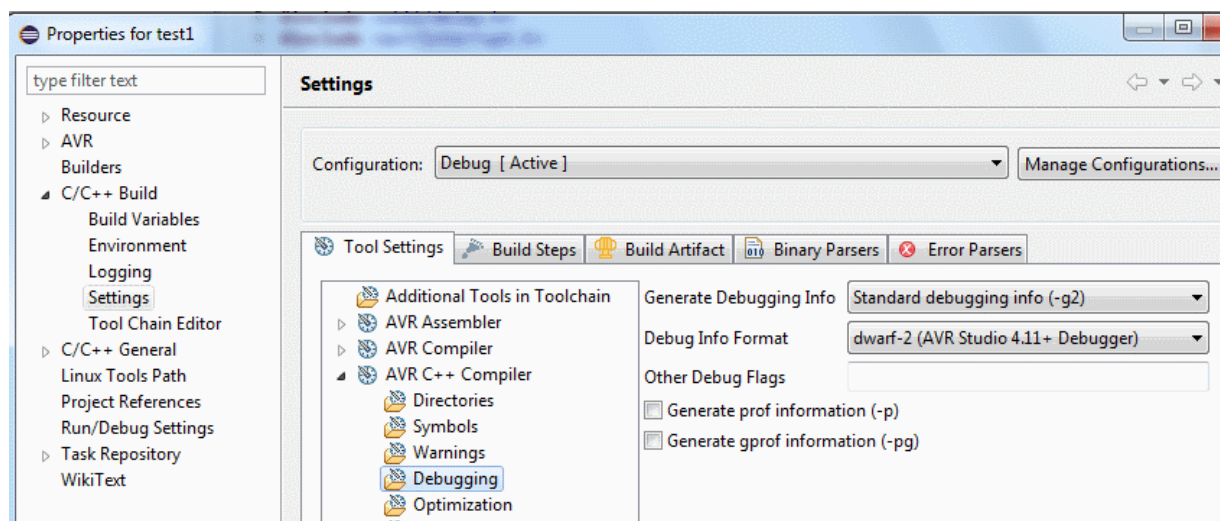 Properties for test1
type filter text
Resource
AVR
Builders
C/C++ Build
Build Variables
Environment
Logging
Settings
Tool Chain Editor
C/C++ General
Linux Tools Path
Project References
Run/Debug Settings
Task Repository
WikiText
Settings
Configuration: Debug [ Active ] Manage Configurations...
Tool Settings Build Steps Build Artifact 010 Binary Parsers Error Parsers
Additional Tools in Toolchain
AVR Assembler
AVR Compiler
AVR C++ Compiler
Directories
Symbols
Warnings
Debugging
Optimization
Generate Debugging Info Standard debugging info (-g2)
Debug Info Format dwarf-2 (AVR Studio 4.11+ Debugger)
Other Debug Flags
Generate prof information (-p)
Generate gprof information (-pg)